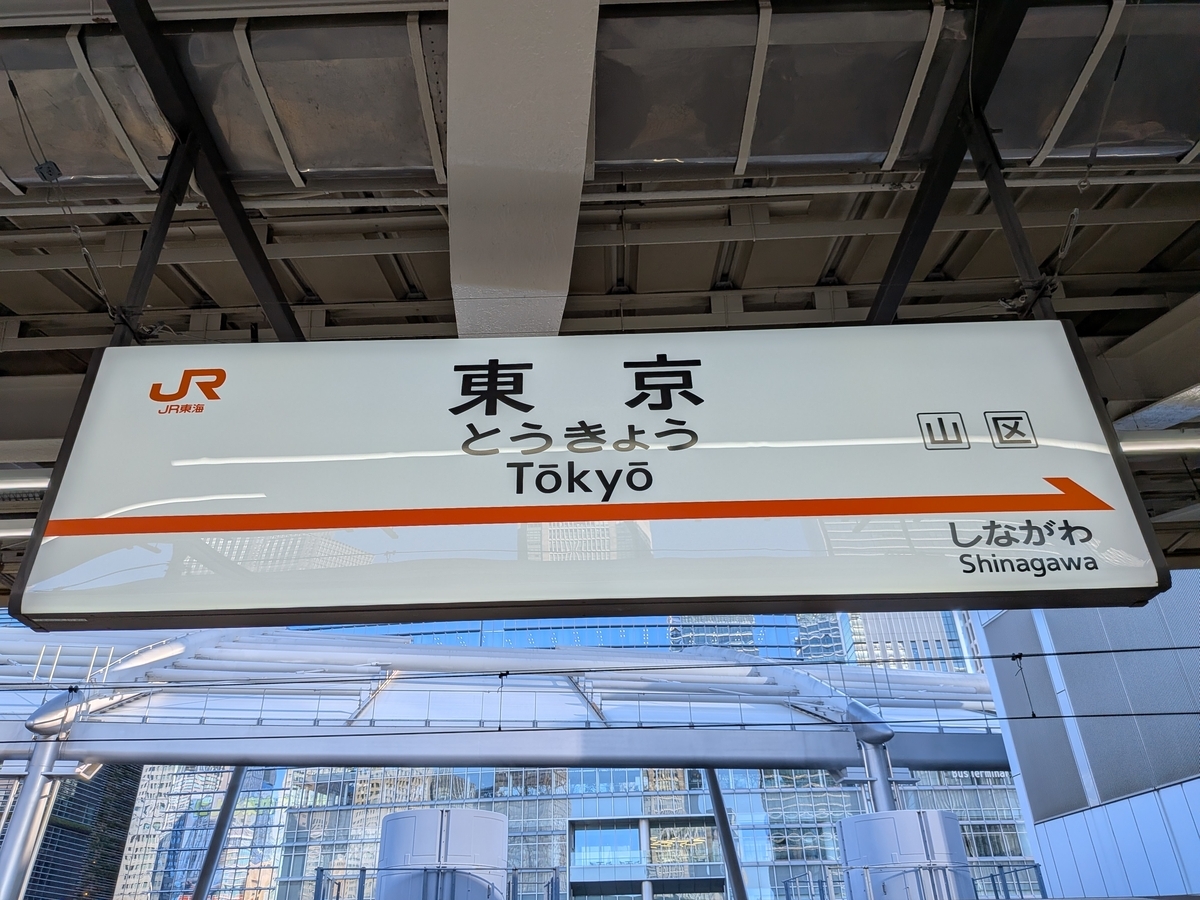 JR
JR東海
東京
とうきょう
Tōkyō
山 区
しながわ
Shinagawa